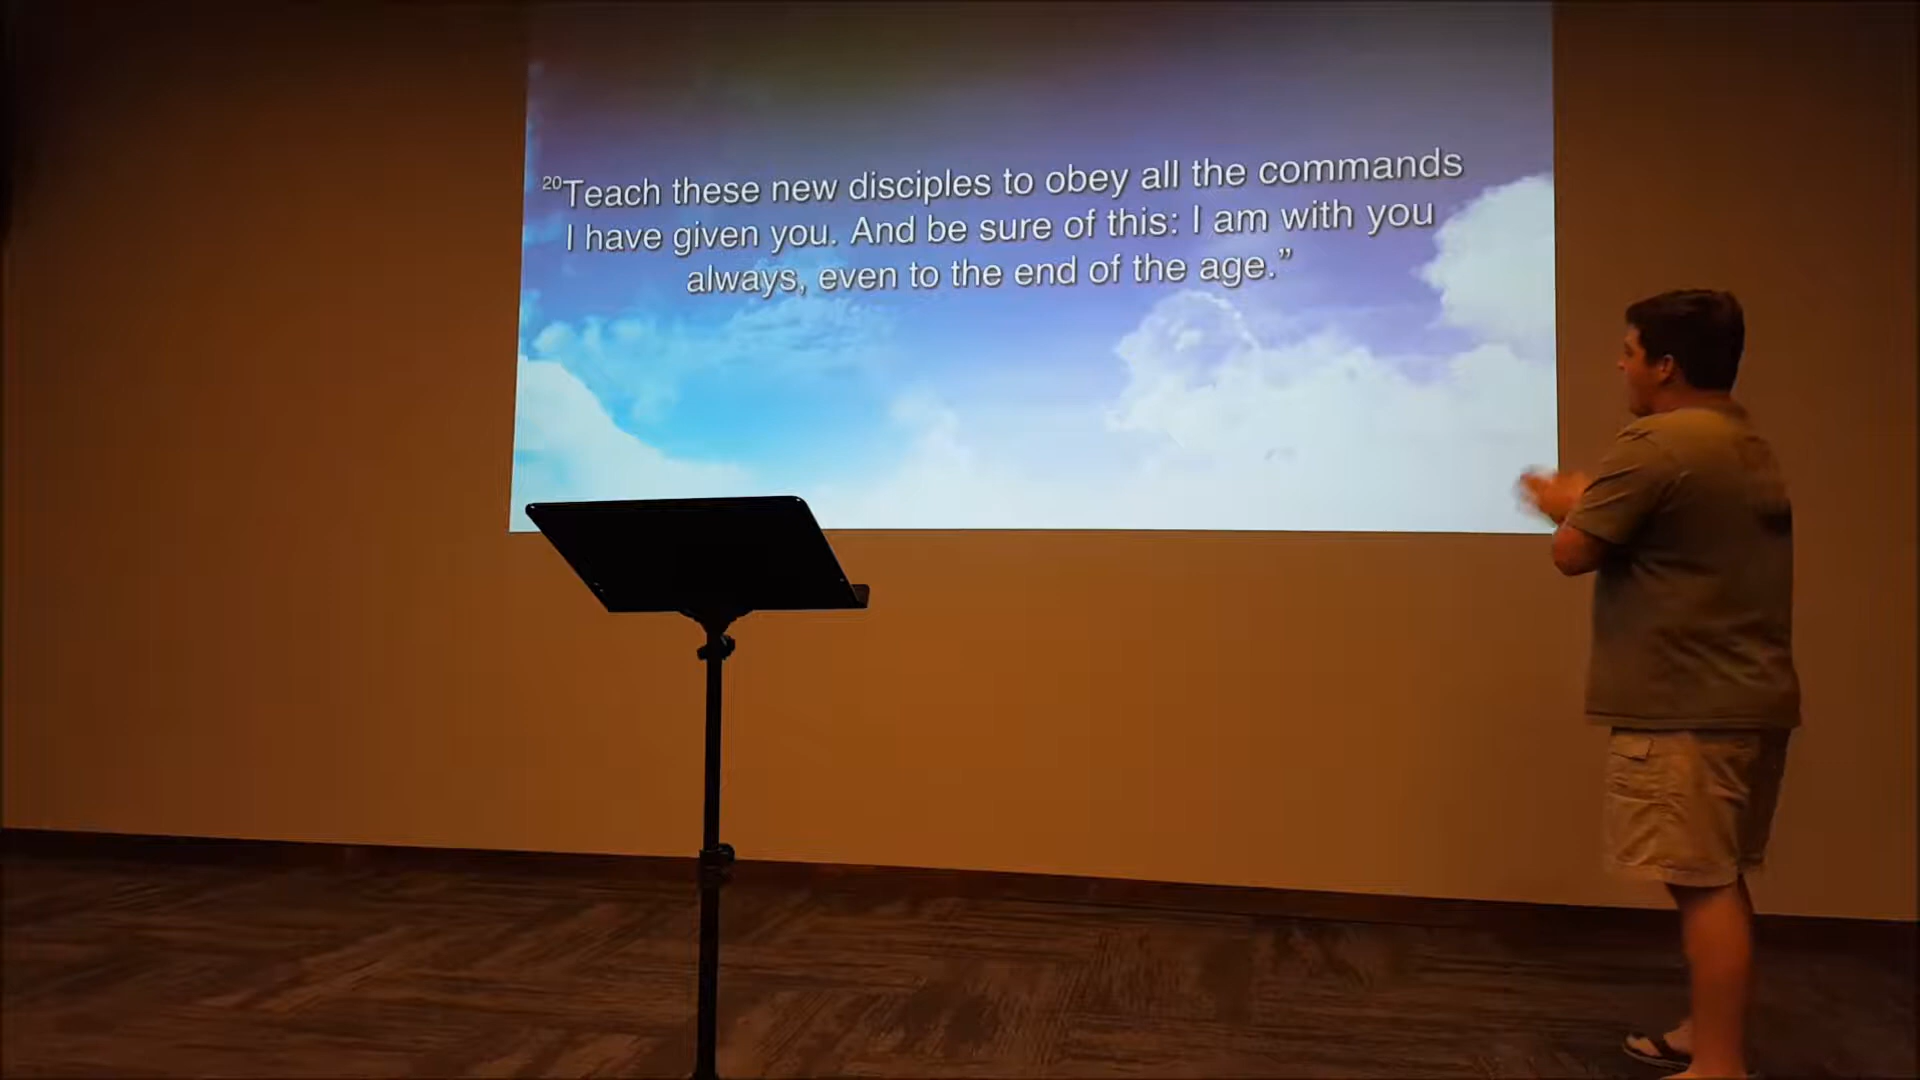 ²⁰Teach these new disciples to obey all the commands
I have given you. And be sure of this: I am with you
always, even to the end of the age.”